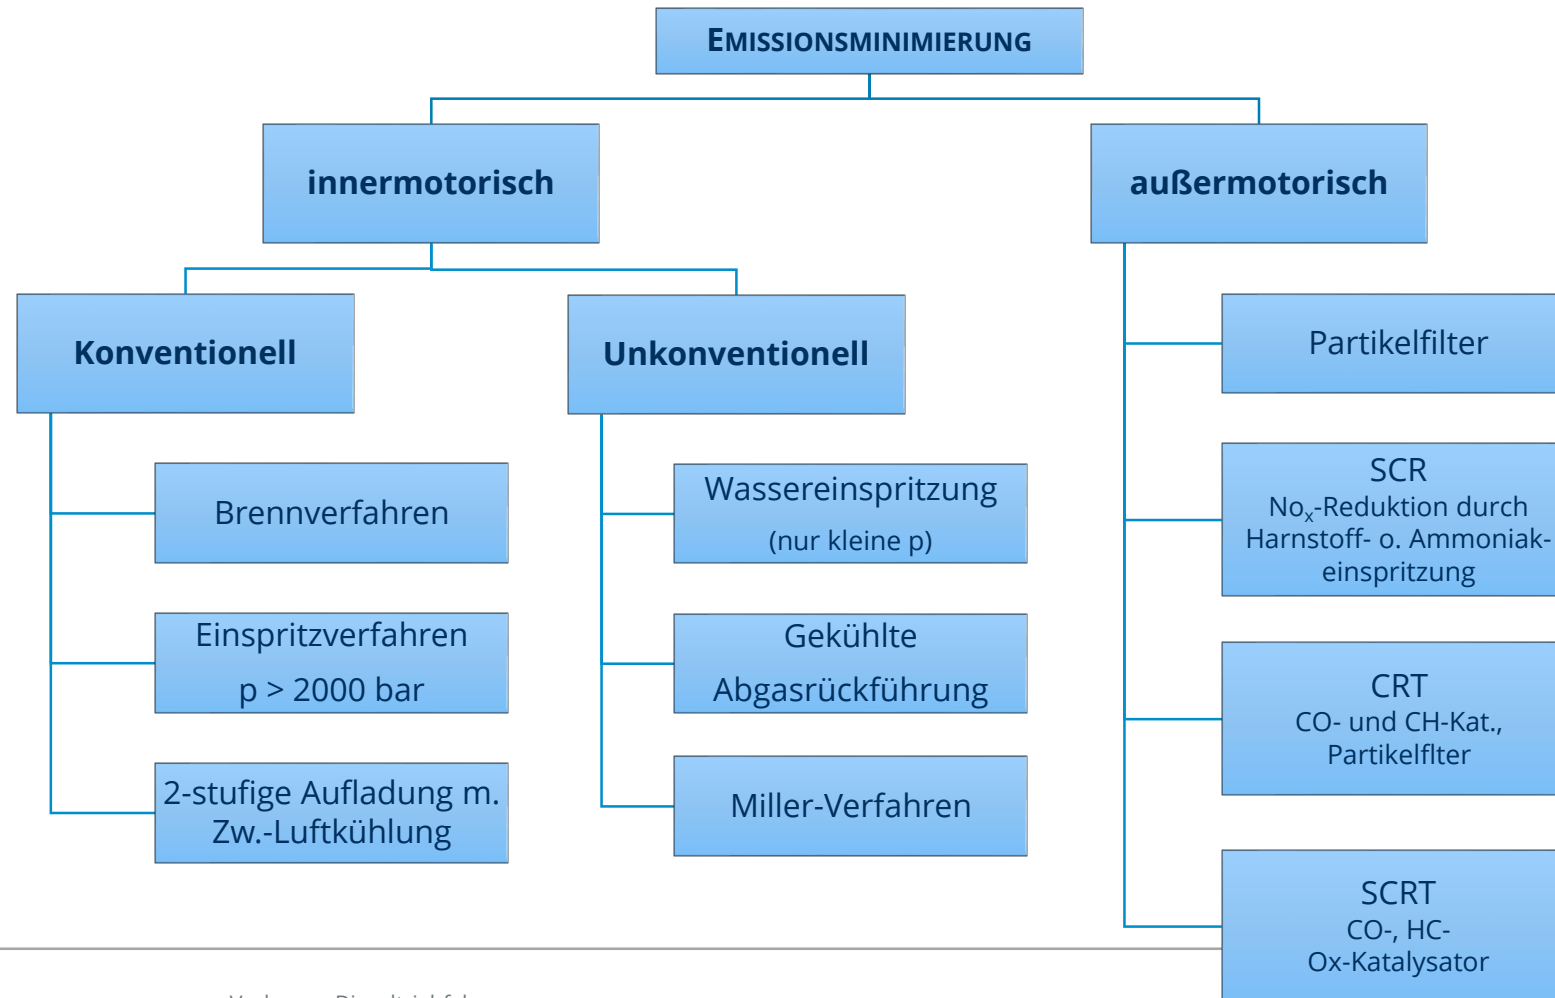 EMISSIONSMINIMIERUNG
innermotorisch
außermotorisch
Konventionell
Unkonventionell
Brennverfahren
Einspritzverfahren
p > 2000 bar
2-stufige Aufladung m.
Zw.-Luftkühlung
Wassereinspritzung
(nur kleine p)
Gekühlte
Abgasrückführung
Miller-Verfahren
Partikelfilter
SCR
Noₓ-Reduktion durch
Harnstoff- o. Ammoniak-
einspritzung
CRT
CO- und CH-Kat.,
Partikelflter
SCRT
CO-, HC-
Ox-Katalysator